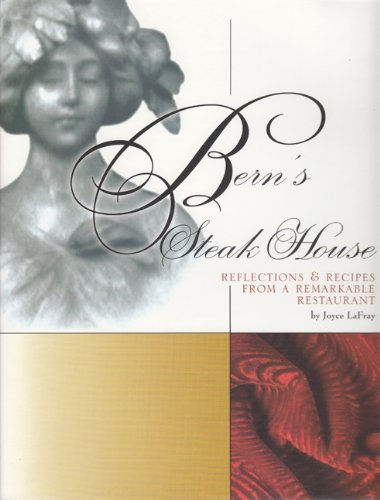 Bern's
Steak House
REFLECTIONS & RECIPES
FROM A REMARKABLE
RESTAURANT
by Joyce LaFray